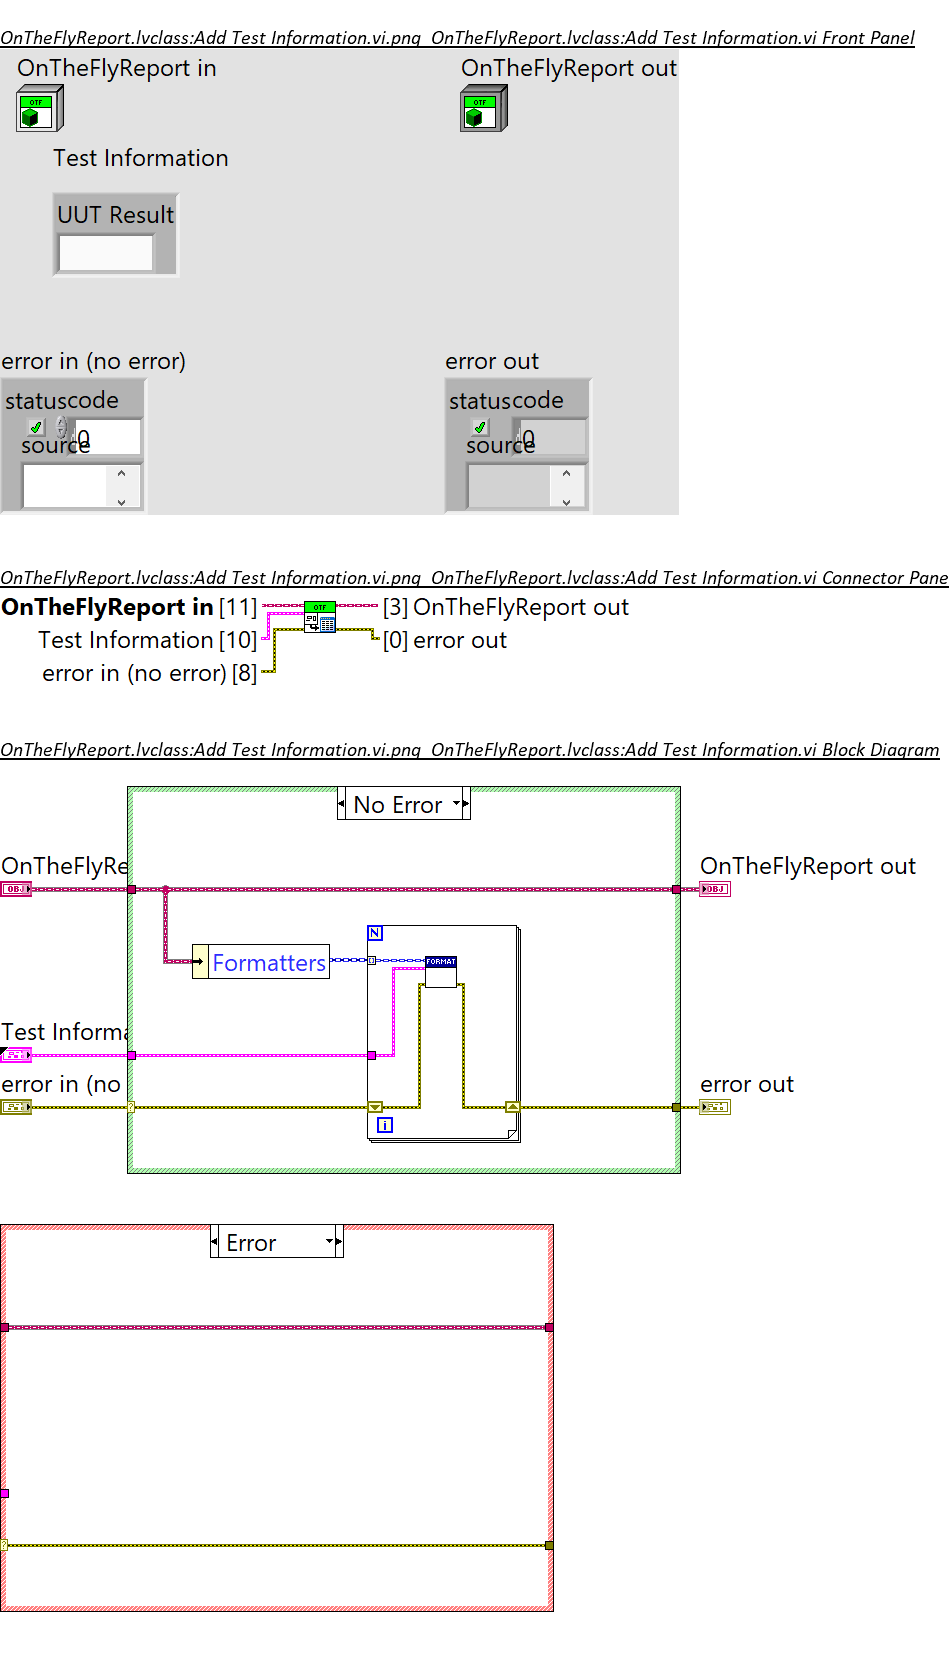 OnTheFlyReport.lvclass:Add Test Information.vi.png OnTheFlyReport.lvclass:Add Test Information.vi Front Panel
OnTheFlyReport in
OnTheFlyReport out
OTF
OTF
Test Information
UUT Result
error in (no error)
error out
status code
0
source
status code
0
source
OnTheFlyReport.lvclass:Add Test Information.vi.png OnTheFlyReport.lvclass:Add Test Information.vi Connector Pane
OnTheFlyReport in [11]
OTF
[3] OnTheFlyReport out
Test Information [10]
[0] error out
error in (no error) [8]
OnTheFlyReport.lvclass:Add Test Information.vi.png OnTheFlyReport.lvclass:Add Test Information.vi Block Diagram
No Error
OnTheFlyRe
OnTheFlyReport out
OBJ
OBJ
N
Formatters
FORMAT
Test Informa
error in (no
error out
?
i
Error
?